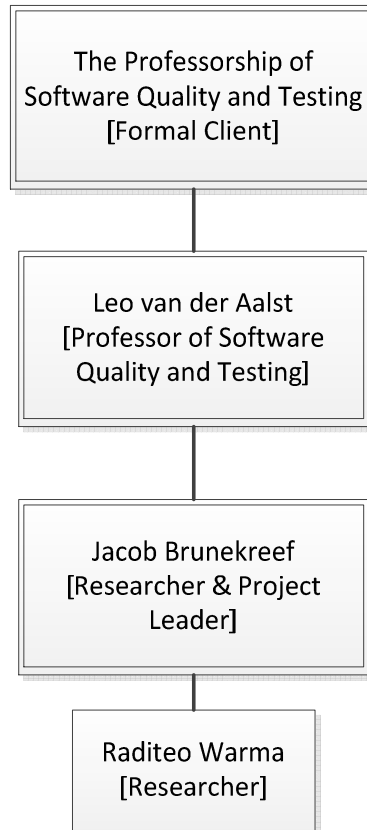 The Professorship of
Software Quality and Testing
[Formal Client]
Leo van der Aalst
[Professor of Software
Quality and Testing]
Jacob Brunekreef
[Researcher & Project
Leader]
Raditeo Warma
[Researcher]